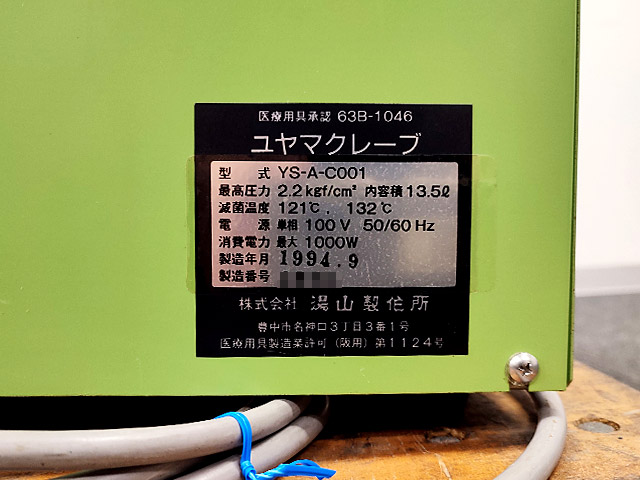 医療用具承認 63B-1046
ユヤマクレーブ
型 式 YS-A-C001
最高圧力 2.2 kgf/cm² 内容積 13.5ℓ
滅菌温度 121℃ . 132℃
電 源 単相 100 V 50/60 Hz
消費電力 最大 1000W
製造年月 1994.9
製造番号
株式会社 湯山製作所
豊中市名神口3丁目3番1号
医療用具製造業許可 (阪用) 第1124号